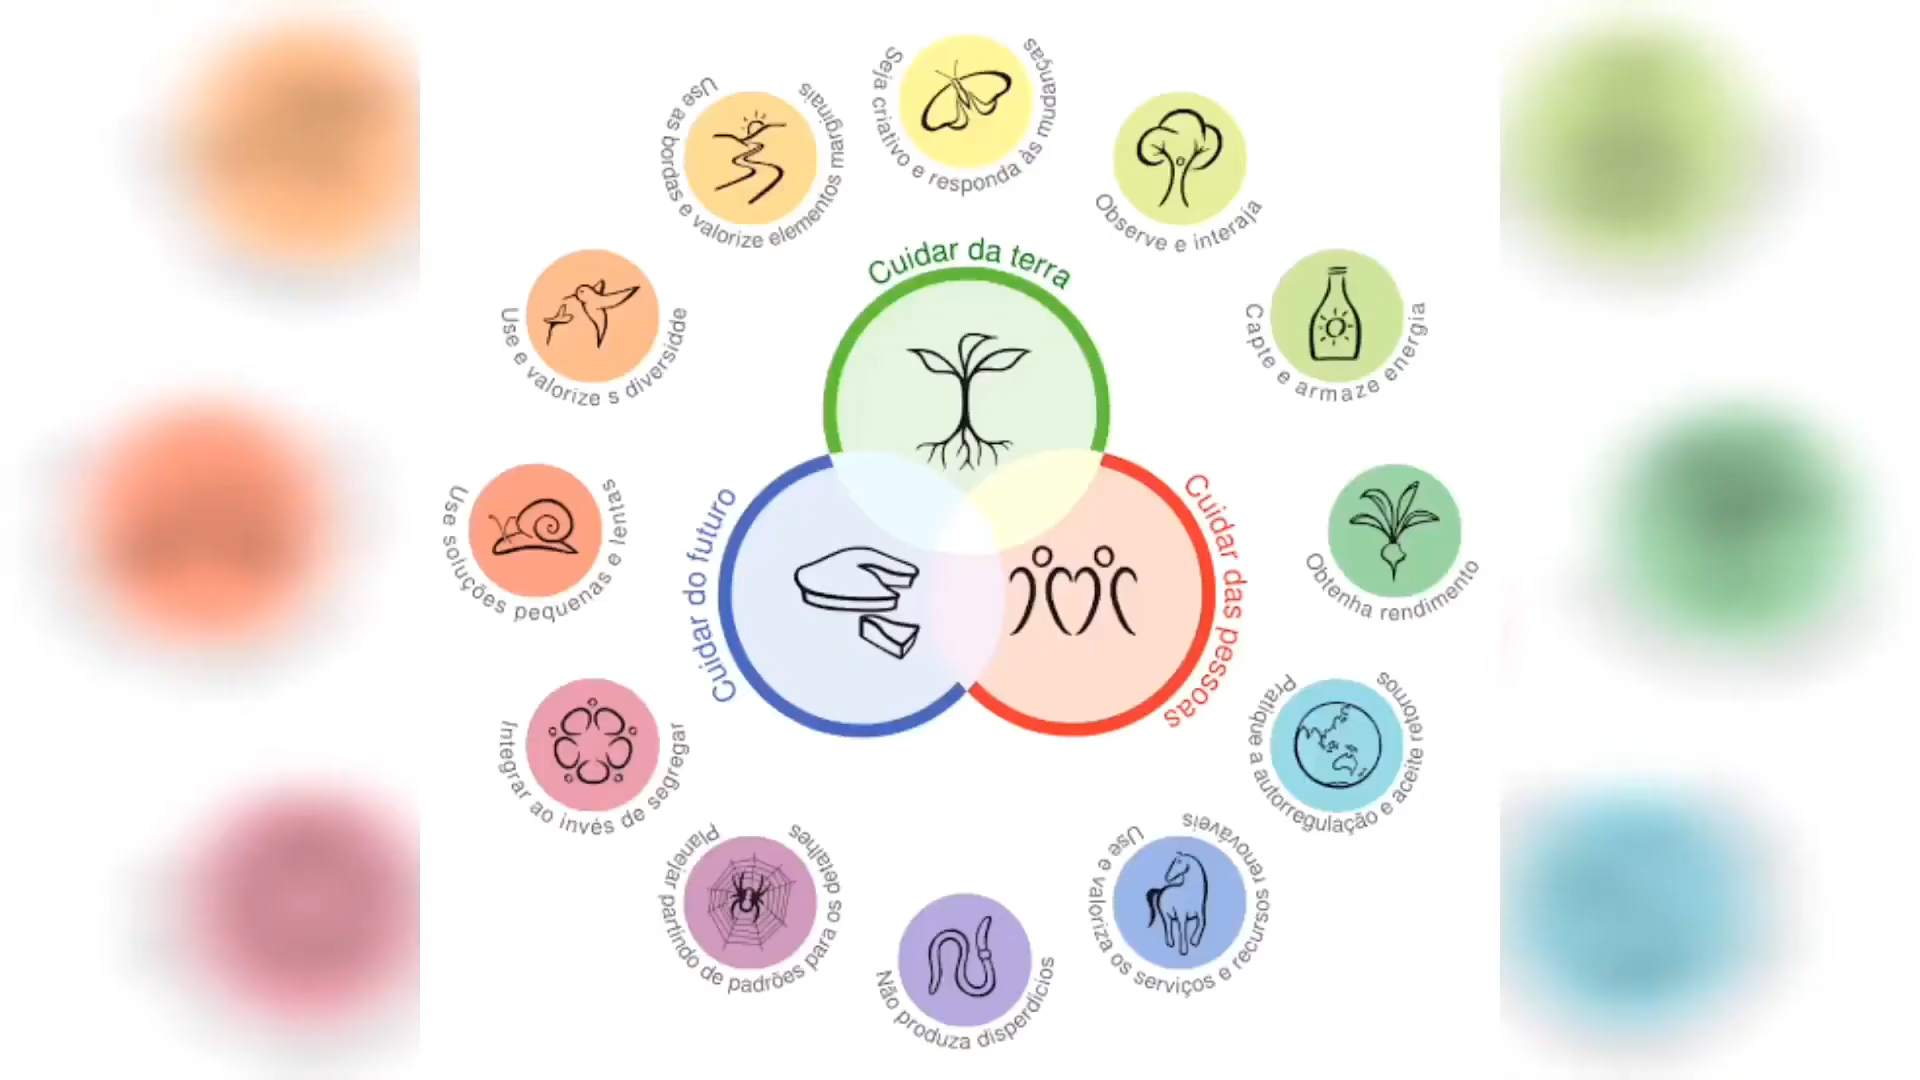 Seja criativo e responda às mudanças
Use as bordas e valorize elementos marginais
Observe e interaja
Cuidar da terra
Use e valorize s diversidde
Capte e armaze energia
Use soluções pequenas e lentas
Cuidar do futuro
Cuidar das pessoas
Obtenha rendimento
Integrar ao invés de segregar
Pratique a autorregulação e aceite retornos
Planejar partindo de padrões para os detalhes
Use e valoriza os serviços e recursos renováveis
Não produza disperdicios